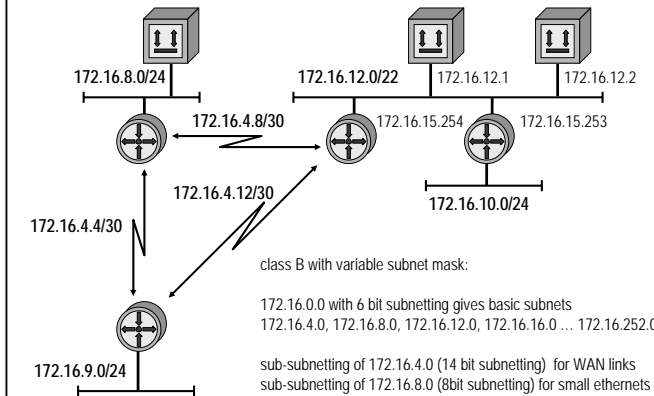 172.16.8.0/24
172.16.12.0/22
172.16.12.1
172.16.12.2
172.16.4.8/30
172.16.15.254
172.16.15.253
172.16.4.12/30
172.16.10.0/24
172.16.4.4/30
class B with variable subnet mask:
172.16.0.0 with 6 bit subnetting gives basic subnets
172.16.4.0, 172.16.8.0, 172.16.12.0, 172.16.16.0 ... 172.16.252.0
sub-subnetting of 172.16.4.0 (14 bit subnetting) for WAN links
172.16.9.0/24
sub-subnetting of 172.16.8.0 (8bit subnetting) for small ethernets